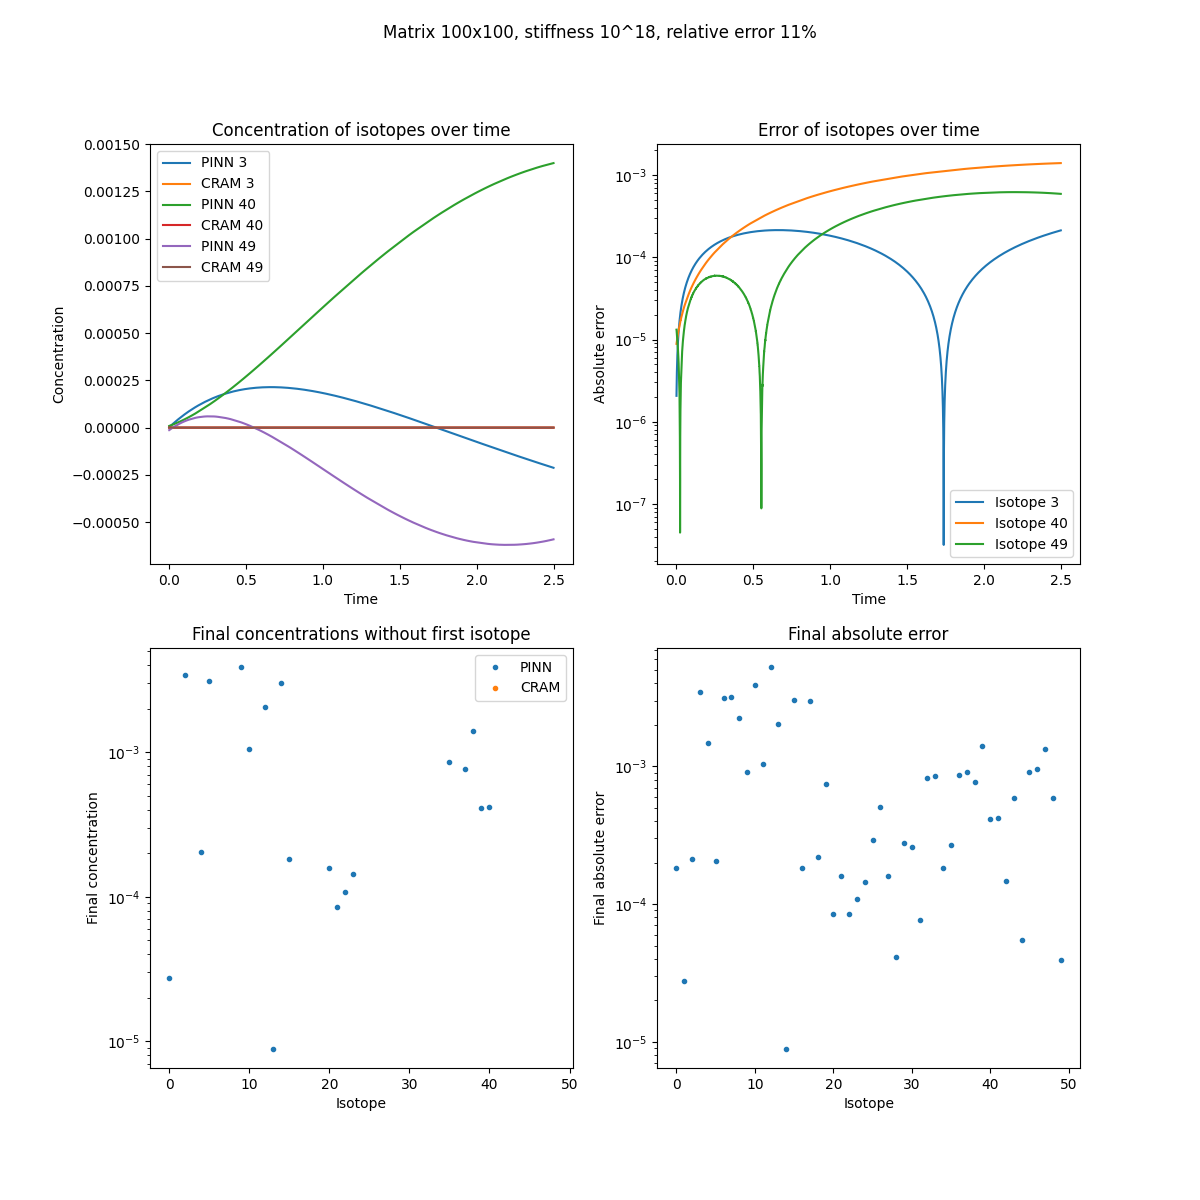 Matrix 100x100, stiffness 10^18, relative error 11%
Concentration of isotopes over time
0.00150
0.00125
0.00100
0.00075
0.00050
0.00025
0.00000
−0.00025
−0.00050
Concentration
PINN 3
CRAM 3
PINN 40
CRAM 40
PINN 49
CRAM 49
0.0 0.5 1.0 1.5 2.0 2.5
Time
Error of isotopes over time
10⁻³
10⁻⁴
10⁻⁵
10⁻⁶
10⁻⁷
Absolute error
Isotope 3
Isotope 40
Isotope 49
0.0 0.5 1.0 1.5 2.0 2.5
Time
Final concentrations without first isotope
10⁻³
10⁻⁴
10⁻⁵
Final concentration
PINN
CRAM
0 10 20 30 40 50
Isotope
Final absolute error
10⁻³
10⁻⁴
10⁻⁵
Final absolute error
0 10 20 30 40 50
Isotope